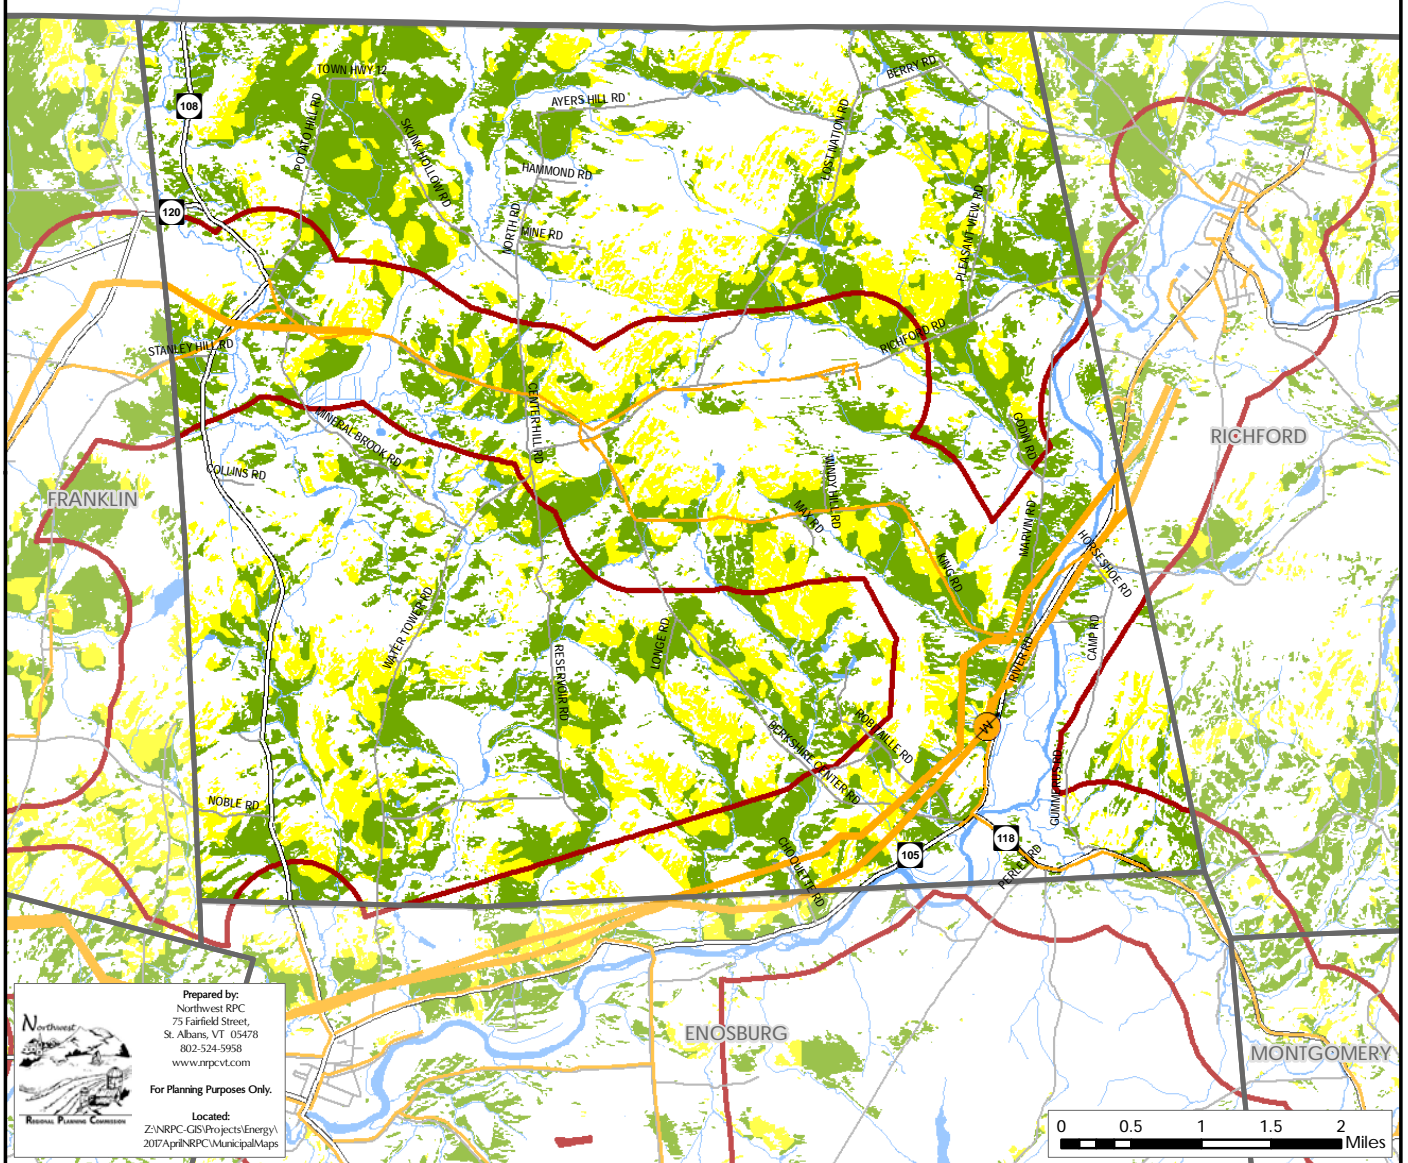 TOWN HWY 12
BERRY RD
108
POTATO HILL RD
AYERS HILL RD
SKUNK HOLLOW RD
LOST NATION RD
HAMMOND RD
120
NORTH RD
MINE RD
PLEASANT VIEW RD
STANLEY HILL RD
RICHFORD RD
CENTER HILL RD
MINERAL BROOK RD
GODIN RD
RICHFORD
COLLINS RD
WINDY HILL RD
FRANKLIN
MAX RD
MARVIN RD
HORSESHOE RD
KING RD
WATER TOWER RD
LONGE RD
CAMP RD
RESERVOIR RD
RIVER RD
W
ROBTAILLE RD
BERKSHIRE CENTER RD
NOBLE RD
118
105
CHOQUETTE RD
PERLEY RD
Prepared by:
Northwest RPC
75 Fairfield Street,
St. Albans, VT 05478
802-524-5958
www.nrpcvt.com
For Planning Purposes Only.
Located:
Z:\NRPC-GIS\Projects\Energy\
2017AprilNRPC\MunicipalMaps
Northwest
REGIONAL PLANNING COMMISSION
ENOSBURG
MONTGOMERY
0 0.5 1 1.5 2
Miles